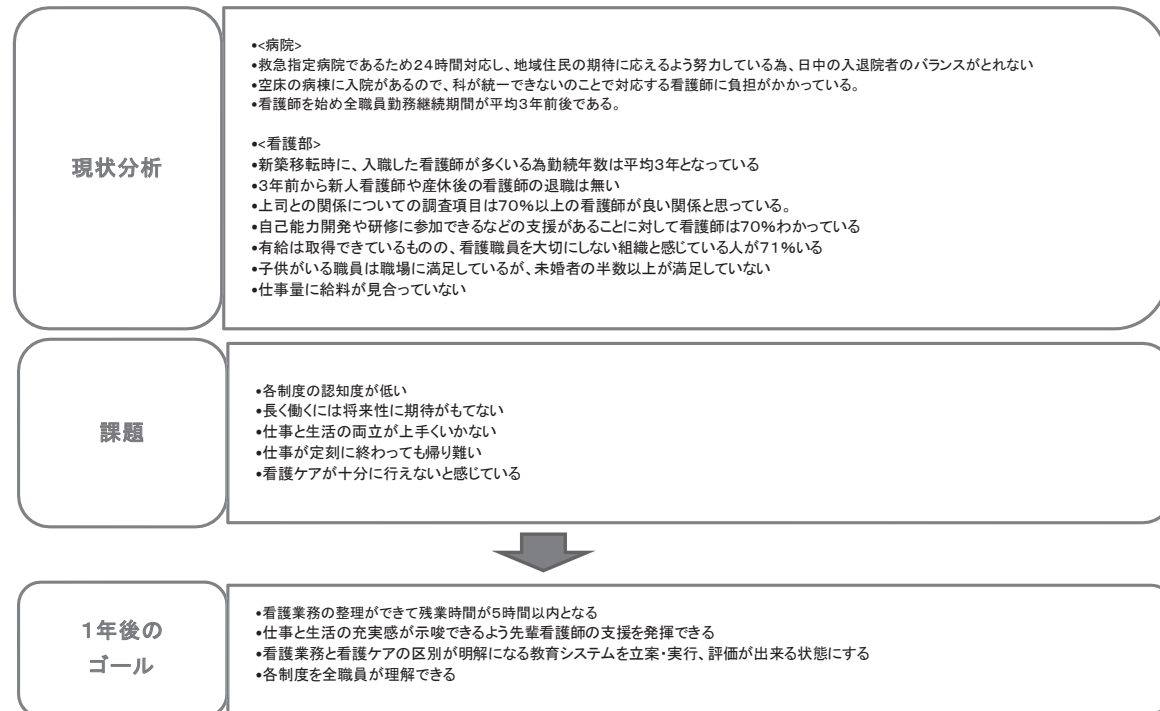 現状分析
•<病院>
•救急指定病院であるため24時間対応し、地域住民の期待に応えるよう努力している為、日中の入退院者のバランスがとれない
•空床の病棟に入院があるので、科が統一できないのことで対応する看護師に負担がかかっている。
•看護師を始め全職員勤務継続期間が平均3年前後である。
•<看護部>
•新築移転時に、入職した看護師が多くいる為勤続年数は平均3年となっている
•3年前から新人看護師や産休後の看護師の退職は無い
•上司との関係についての調査項目は70%以上の看護師が良い関係と思っている。
•自己能力開発や研修に参加できるなどの支援があることに対して看護師は70%わかっている
•有給は取得できているものの、看護職員を大切にしない組織と感じている人が71%いる
•子供がいる職員は職場に満足しているが、未婚者の半数以上が満足していない
•仕事量に給料が見合っていない
課題
•各制度の認知度が低い
•長く働くには将来性に期待がもてない
•仕事と生活の両立が上手くいかない
•仕事が定刻に終わっても帰り難い
•看護ケアが十分に行えないと感じている
1年後の
ゴール
•看護業務の整理ができて残業時間が5時間以内となる
•仕事と生活の充実感が示唆できるよう先輩看護師の支援を発揮できる
•看護業務と看護ケアの区別が明解になる教育システムを立案・実行、評価が出来る状態にする
•各制度を全職員が理解できる